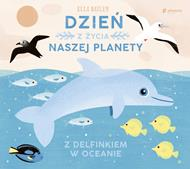 ELLA BAILEY
DZIEŃ
Z ŻYCIA
NASZEJ PLANETY
Z DELFINKIEM
W OCEANIE